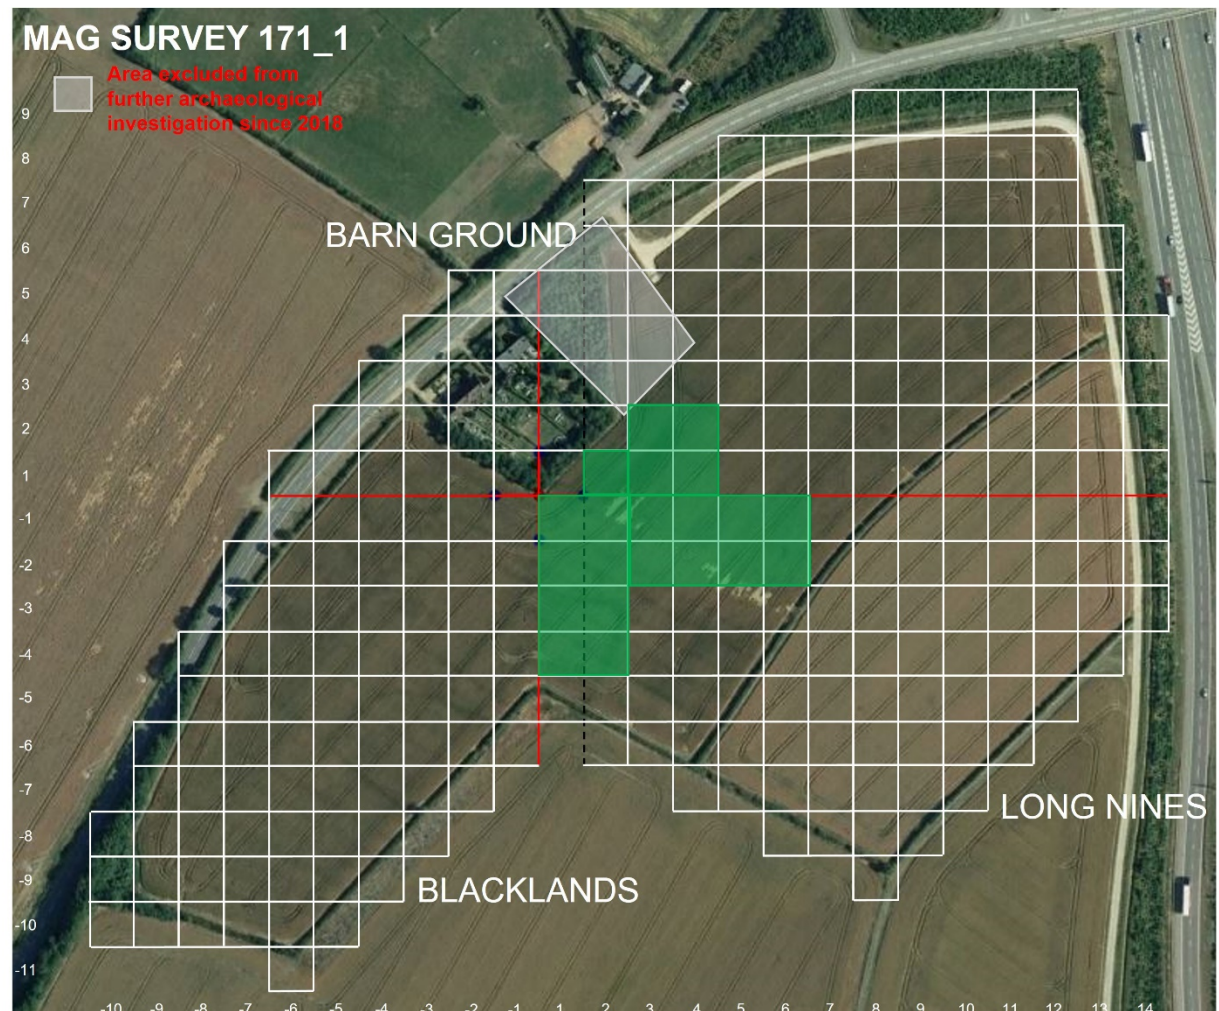 MAG SURVEY 171_1
Area excluded from
further archaeological
investigation since 2018
9
8
7
6
5
4
3
2
1
-1
-2
-3
-4
-5
-6
-7
-8
-9
-10
-11
BARN GROUND
LONG NINES
BLACKLANDS
-10 -9 -8 -7 -6 -5 -4 -3 -2 -1 1 2 3 4 5 6 7 8 9 10 11 12 13 14